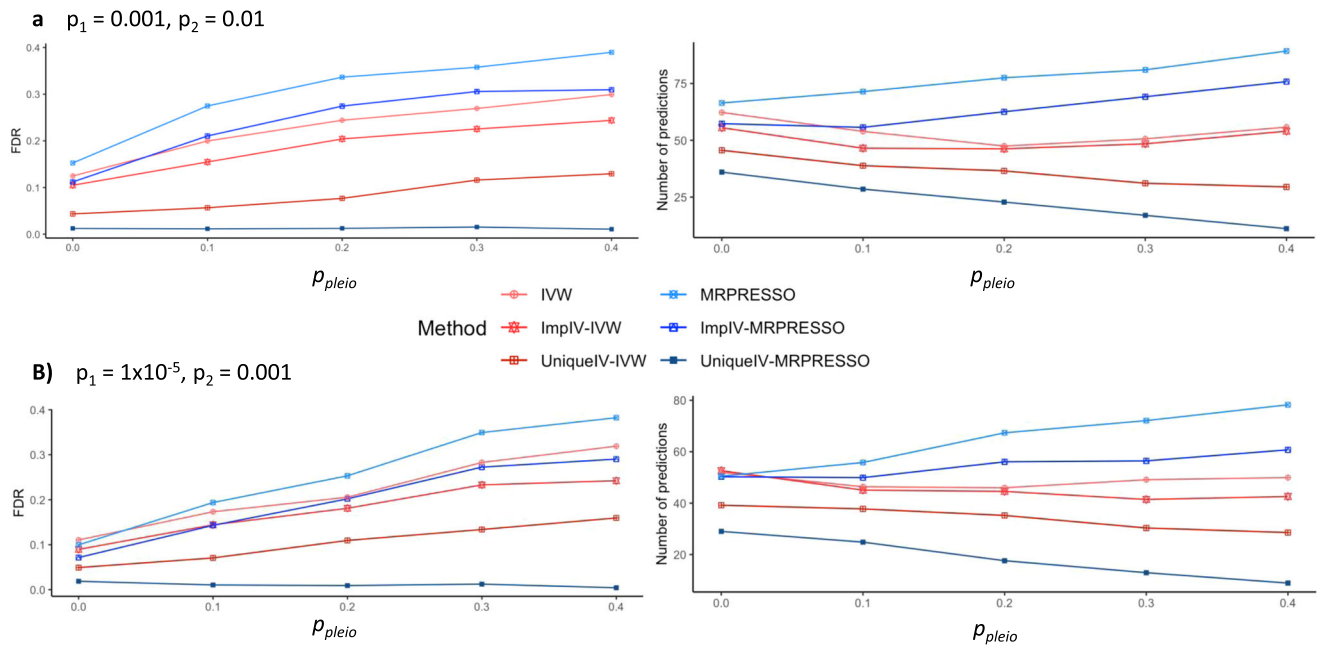 a p₁ = 0.001, p₂ = 0.01
FDR
0.4
0.3
0.2
0.1
0.0
0.0 0.1 0.2 0.3 0.4
p_pleio
Number of predictions
75
50
25
0.0 0.1 0.2 0.3 0.4
p_pleio
Method
IVW
ImpIV-IVW
UniqueIV-IVW
MRPRESSO
ImpIV-MRPRESSO
UniqueIV-MRPRESSO
B) p₁ = 1x10⁻⁵, p₂ = 0.001
FDR
0.4
0.3
0.2
0.1
0.0
0.0 0.1 0.2 0.3 0.4
p_pleio
Number of predictions
80
60
40
20
0.0 0.1 0.2 0.3 0.4
p_pleio